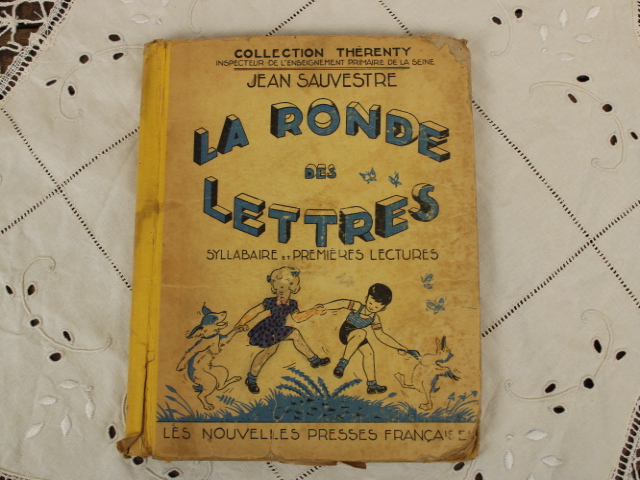 COLLECTION THÉRENTY
INSPECTEUR DE L'ENSEIGNEMENT PRIMAIRE DE LA SEINE
JEAN SAUVESTRE
LA RONDE
DES
LETTRES
SYLLABAIRE ET PREMIÈRES LECTURES
LES NOUVELLES PRESSES FRANÇAISES